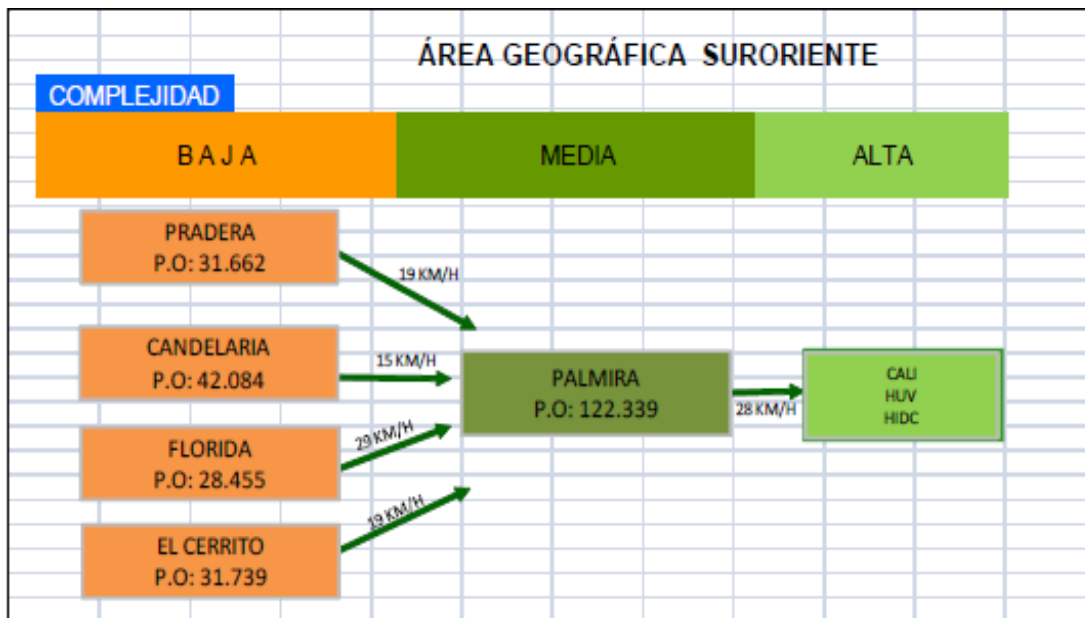 ÁREA GEOGRÁFICA SURORIENTE
COMPLEJIDAD
B A J A
MEDIA
ALTA
PRADERA
P.O: 31.662
19 KM/H
CANDELARIA
P.O: 42.084
15 KM/H
PALMIRA
P.O: 122.339
28 KM/H
CALI
HUV
HIDC
FLORIDA
P.O: 28.455
29 KM/H
EL CERRITO
P.O: 31.739
19 KM/H